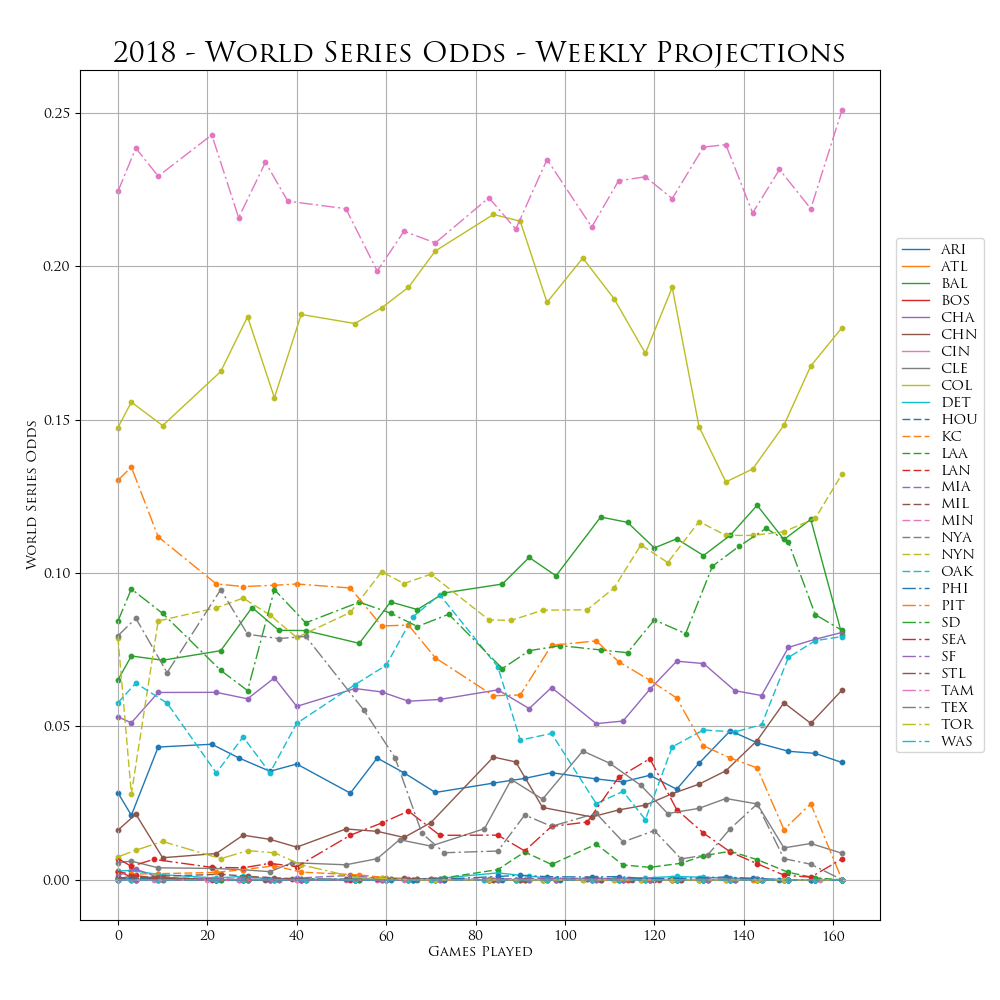 2018 - World Series Odds - Weekly Projections
0.25
0.20
0.15
0.10
0.05
0.00
World Series Odds
0 20 40 60 80 100 120 140 160
Games Played
ARI
ATL
BAL
BOS
CHA
CHN
CIN
CLE
COL
DET
HOU
KC
LAA
LAN
MIA
MIL
MIN
NYA
NYN
OAK
PHI
PIT
SD
SEA
SF
STL
TAM
TEX
TOR
WAS